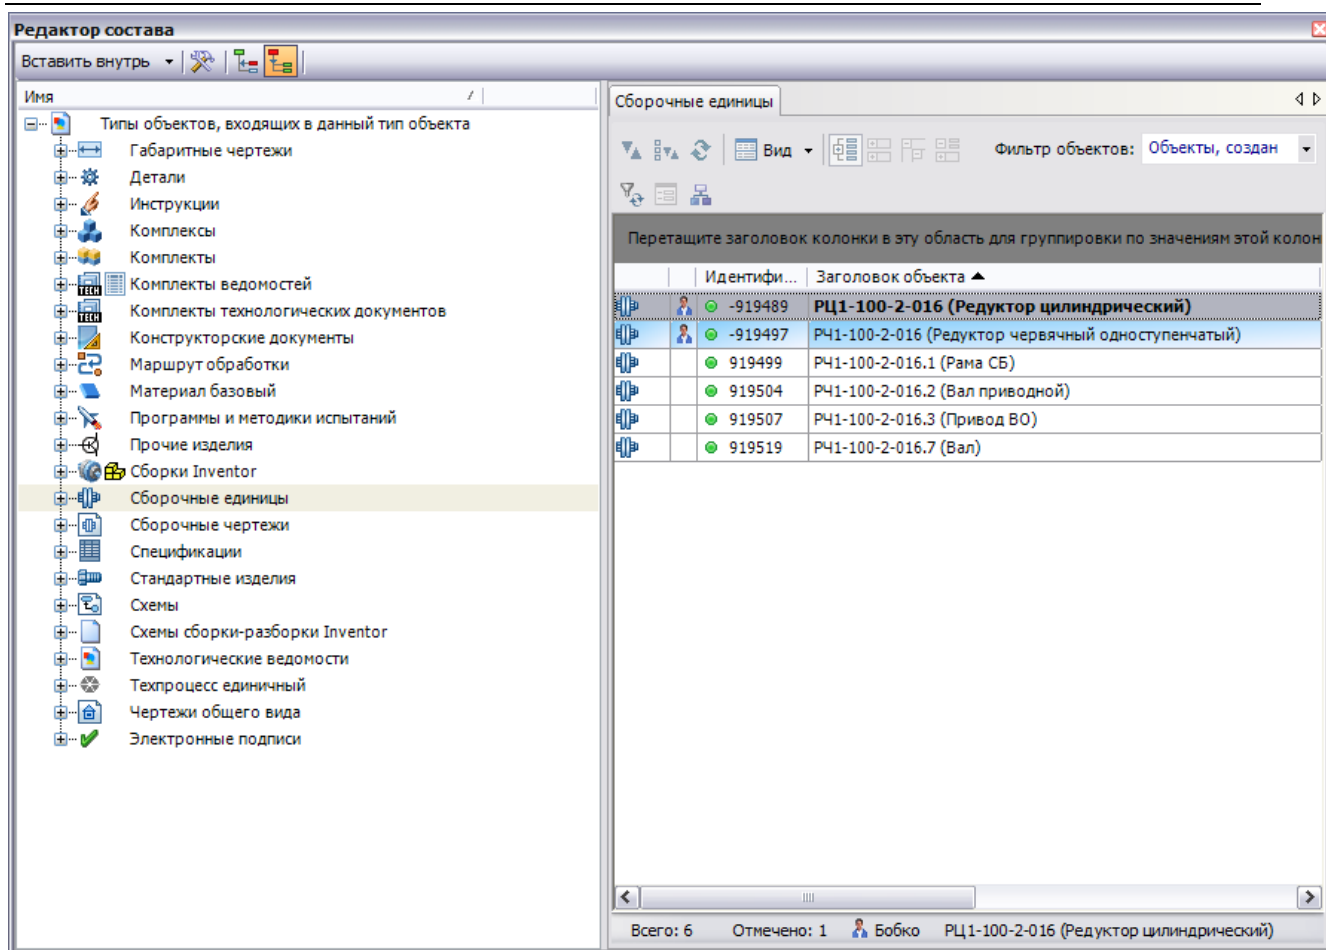 Редактор состава
Вставить внутрь
Имя
Типы объектов, входящих в данный тип объекта
Габаритные чертежи
Детали
Инструкции
Комплексы
Комплекты
Комплекты ведомостей
Комплекты технологических документов
Конструкторские документы
Маршрут обработки
Материал базовый
Программы и методики испытаний
Прочие изделия
Сборки Inventor
Сборочные единицы
Сборочные чертежи
Спецификации
Стандартные изделия
Схемы
Схемы сборки-разборки Inventor
Технологические ведомости
Техпроцесс единичный
Чертежи общего вида
Электронные подписи
Сборочные единицы
Вид Фильтр объектов: Объекты, создан
Перетащите заголовок колонки в эту область для группировки по значениям этой колон
Идентифи... Заголовок объекта
-919489 РЦ1-100-2-016 (Редуктор цилиндрический)
-919497 РЧ1-100-2-016 (Редуктор червячный одноступенчатый)
919499 РЧ1-100-2-016.1 (Рама СБ)
919504 РЧ1-100-2-016.2 (Вал приводной)
919507 РЧ1-100-2-016.3 (Привод ВО)
919519 РЧ1-100-2-016.7 (Вал)
Всего: 6 Отмечено: 1 Бобко РЦ1-100-2-016 (Редуктор цилиндрический)